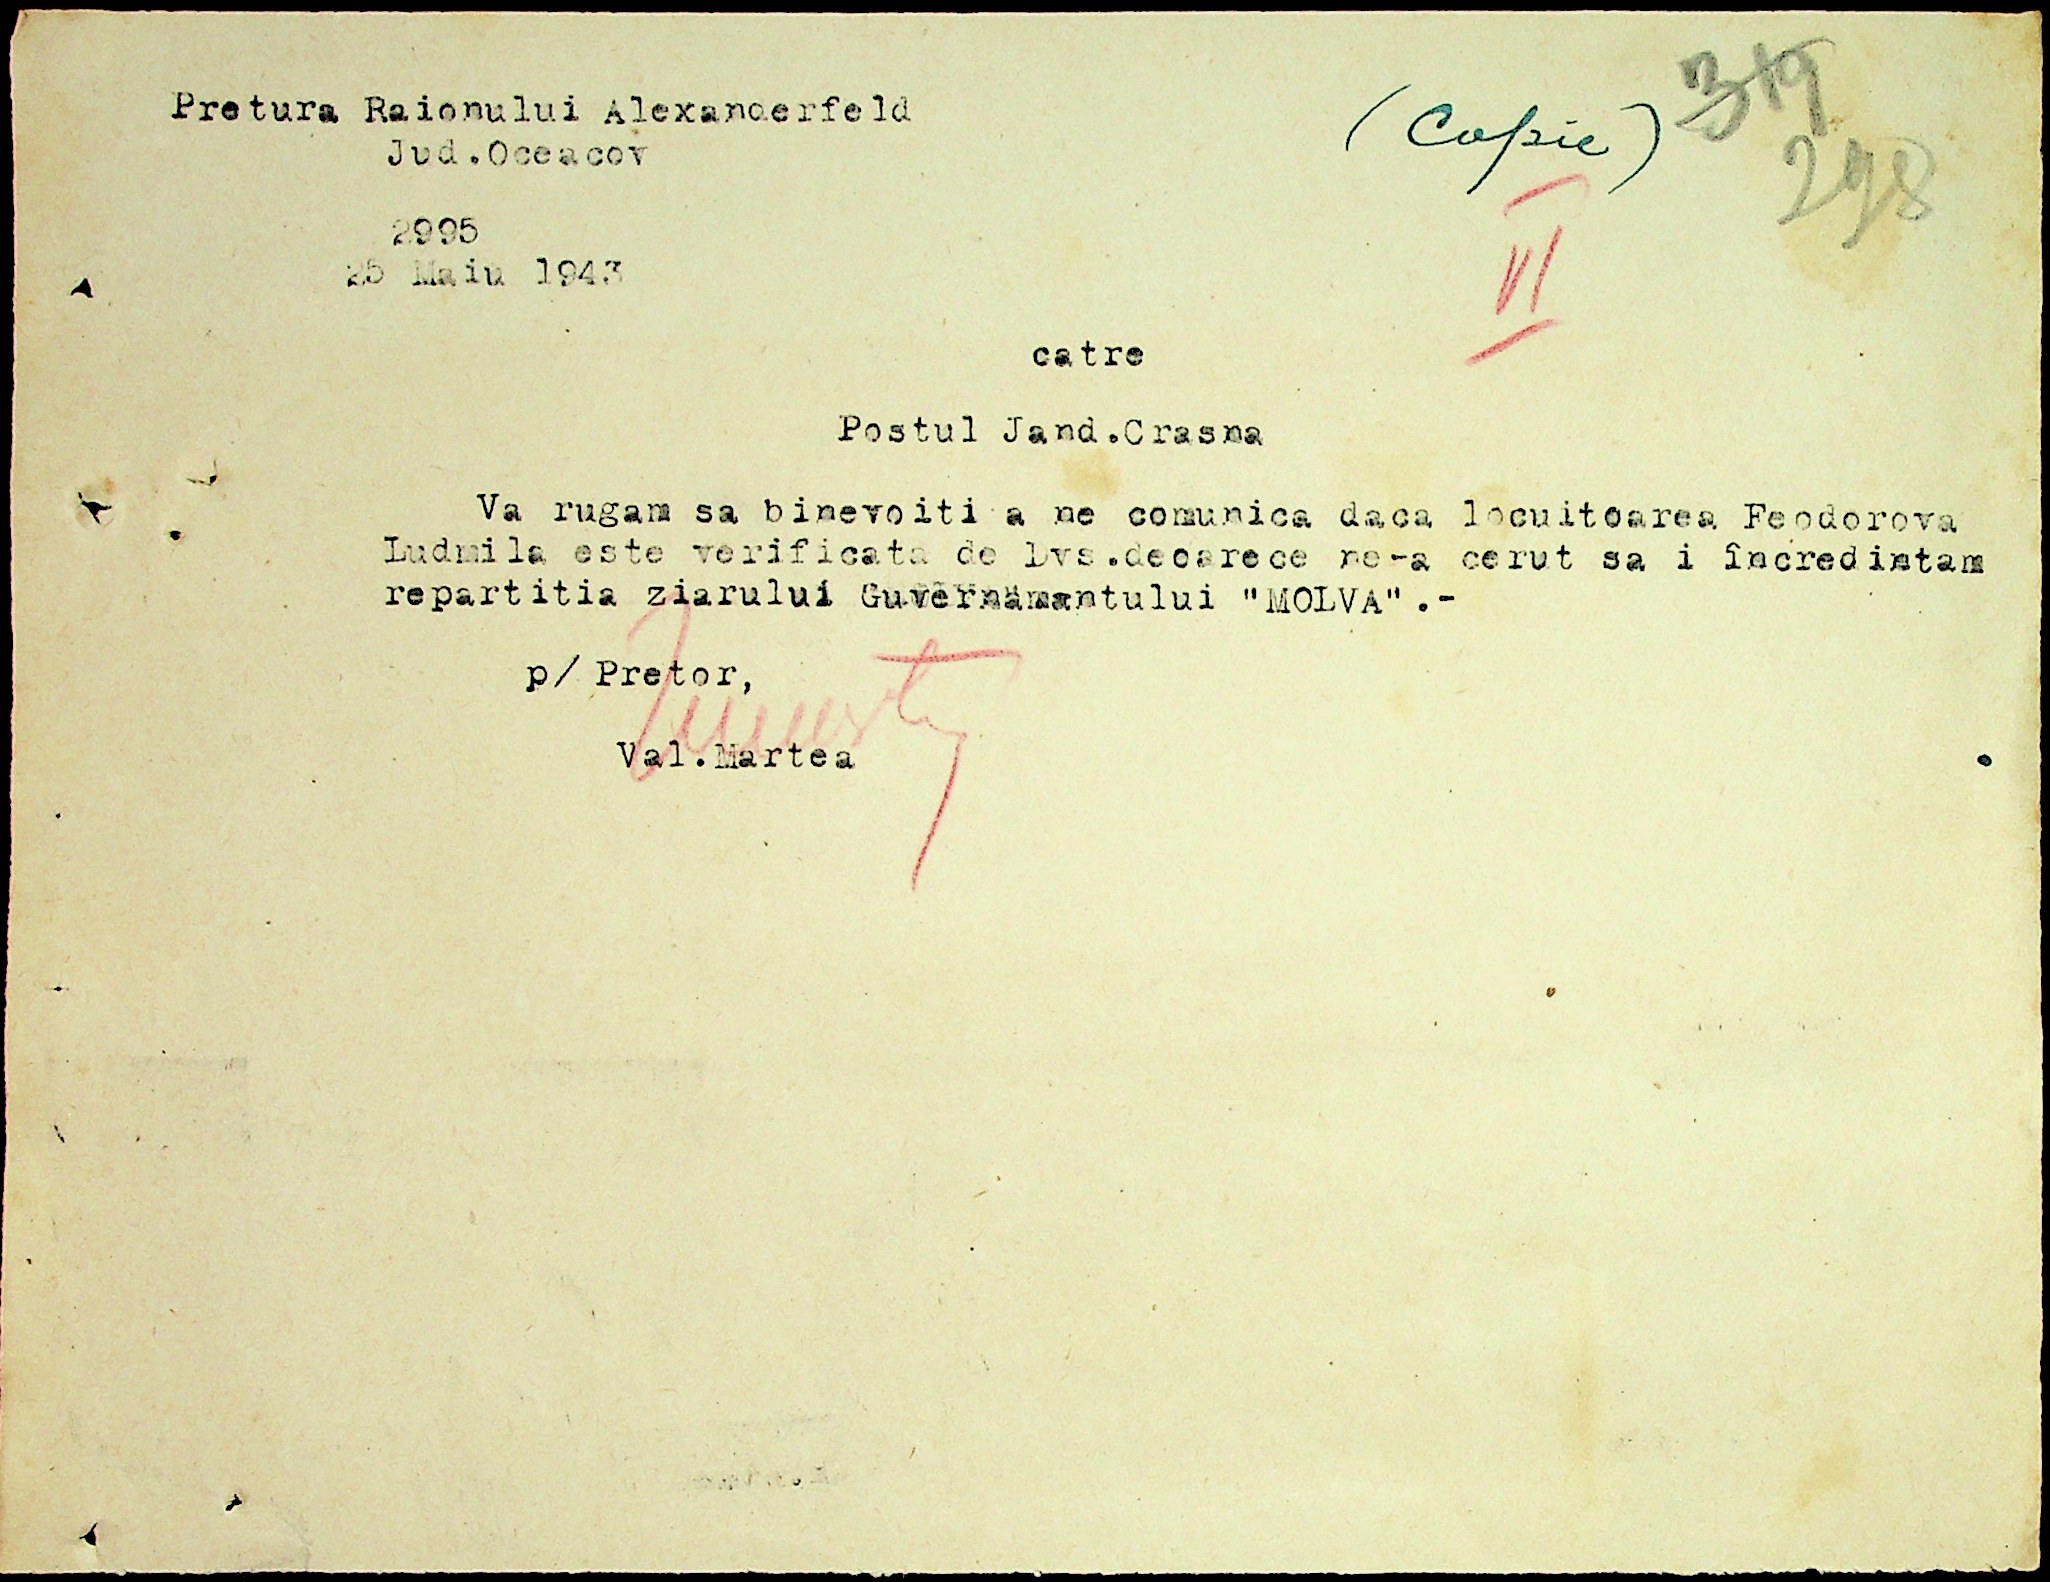 Pretura Raionului Alexanderfeld
Jud.Oceacov
(Copie)
298
2995
25 Maiu 1943
VI
catre
Postul Jand.Crasna
Va rugam sa binevoiti a ne comunica daca locuitoarea Feodorova
Ludmila este verificata de Dvs.deoarece ne-a cerut sa i încredintam
repartitia ziarului Guvernamantului "MOLVA".-
p/ Pretor,
Val.Martea